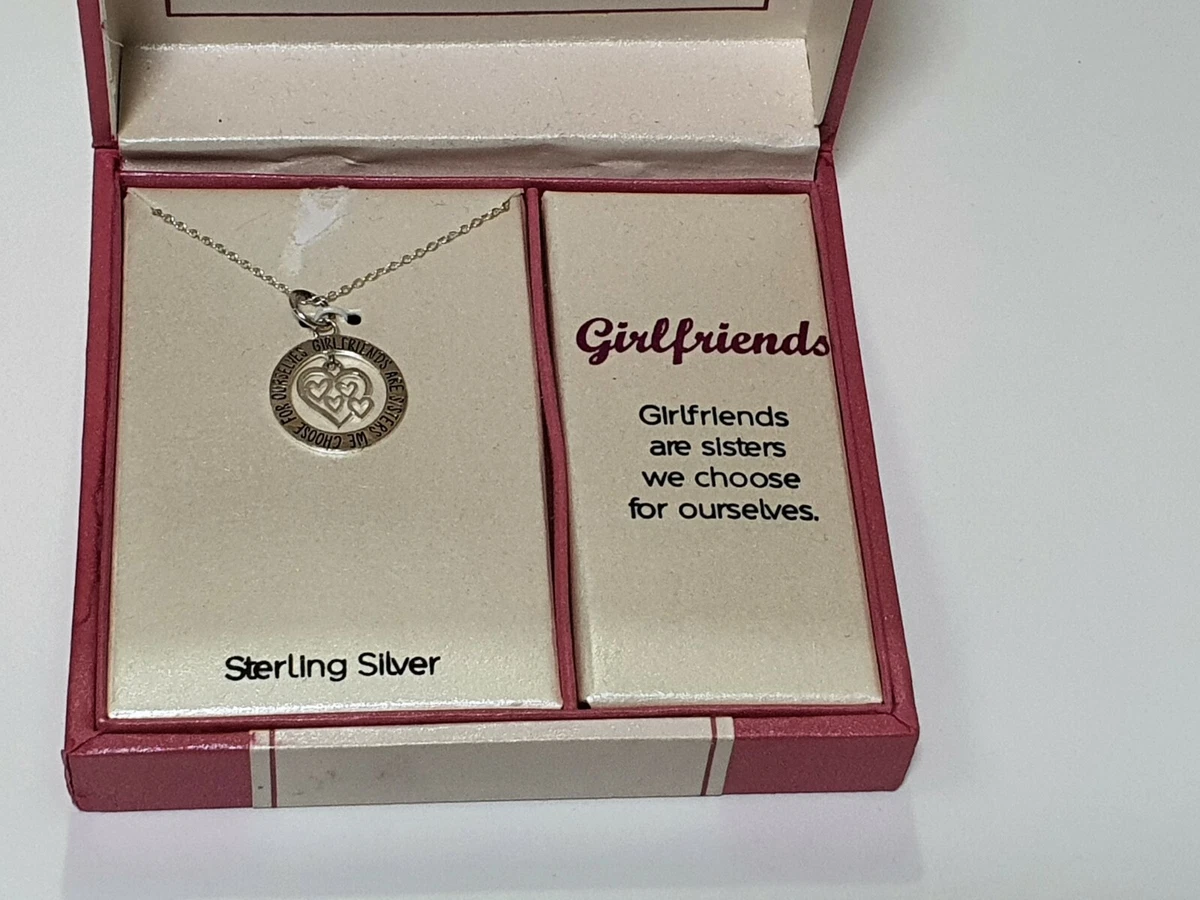 GIRLFRIENDS ARE SISTERS WE CHOOSE FOR OURSELVES
Sterling Silver
Girlfriends
Girlfriends
are sisters
we choose
for ourselves.